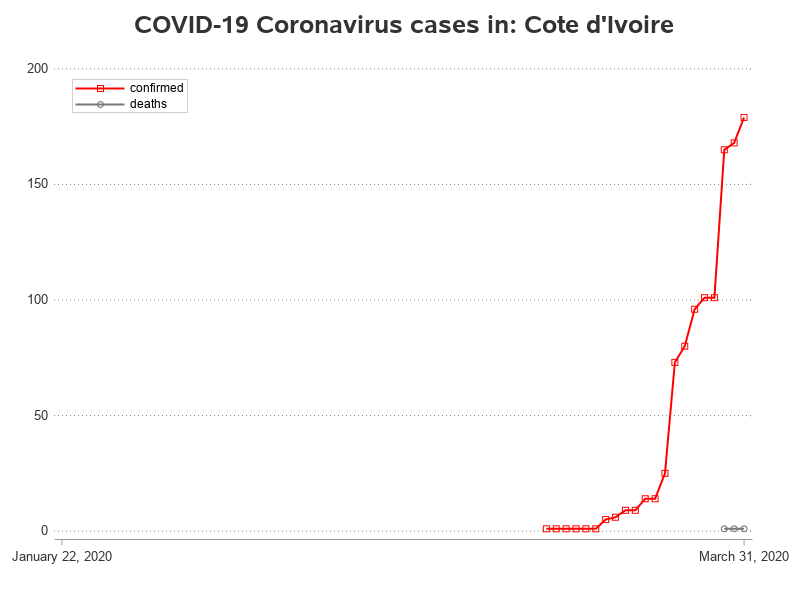 COVID-19 Coronavirus cases in: Cote d'Ivoire
200
confirmed
deaths
150
100
50
0
January 22, 2020
March 31, 2020